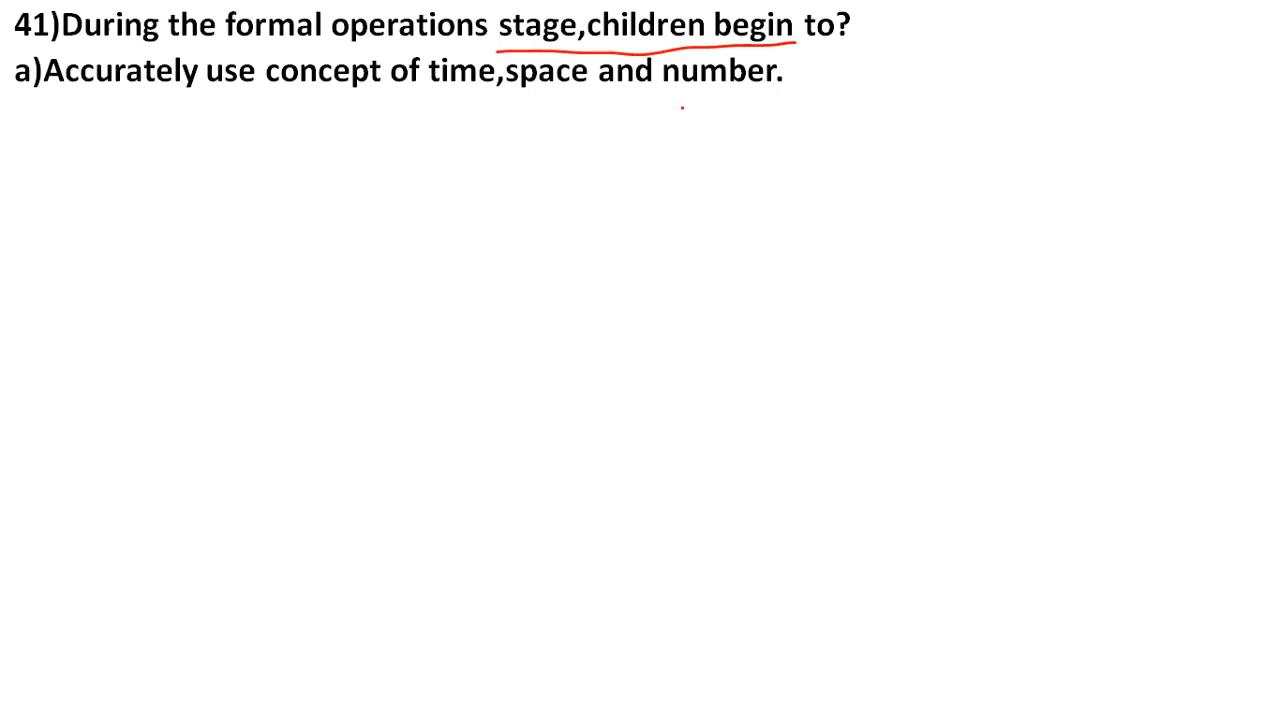 41)During the formal operations stage,children begin to?
a)Accurately use concept of time,space and number.